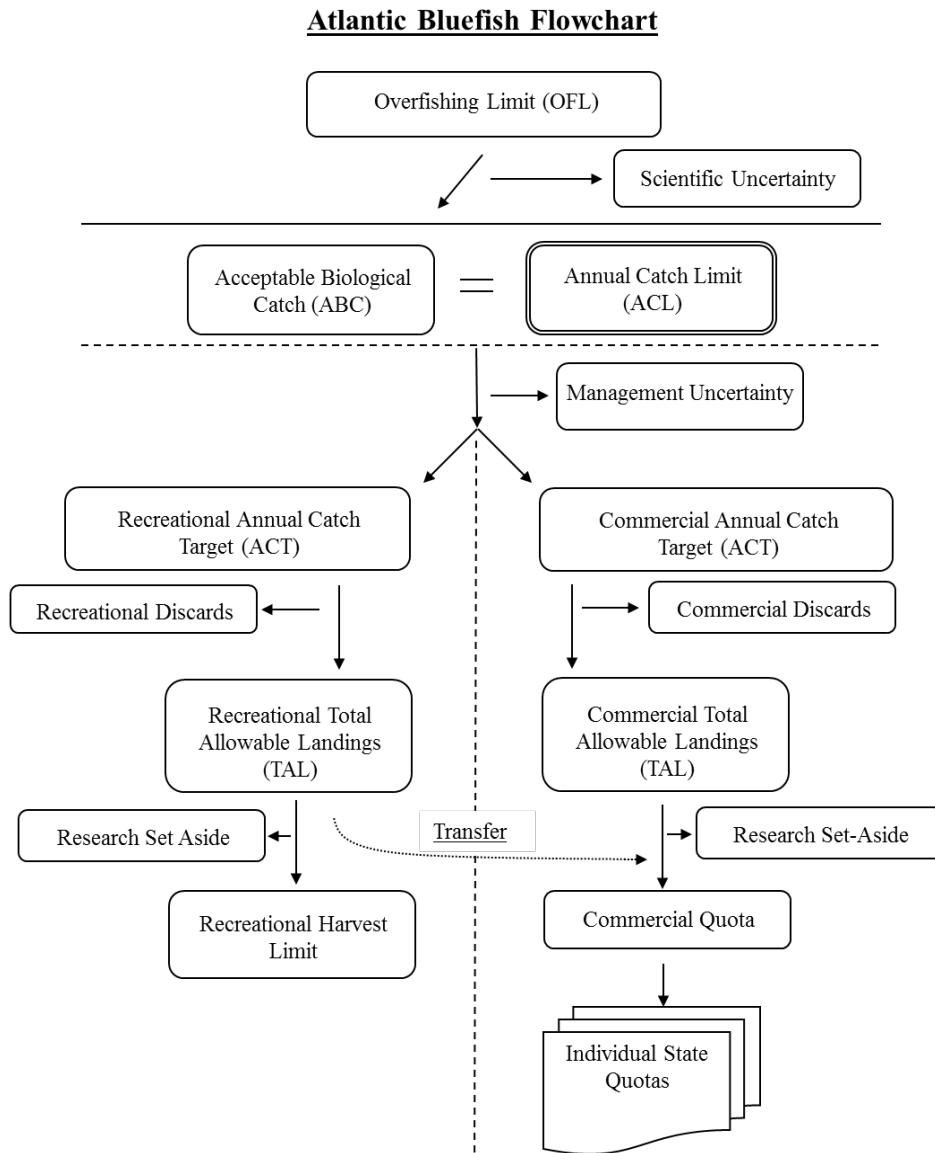 Atlantic Bluefish Flowchart
Overfishing Limit (OFL)
Scientific Uncertainty
Acceptable Biological
Catch (ABC)
Annual Catch Limit
(ACL)
Management Uncertainty
Recreational Annual Catch
Target (ACT)
Commercial Annual Catch
Target (ACT)
Recreational Discards
Commercial Discards
Recreational Total
Allowable Landings
(TAL)
Commercial Total
Allowable Landings
(TAL)
Research Set Aside
Transfer
Research Set-Aside
Recreational Harvest
Limit
Commercial Quota
Individual State
Quotas